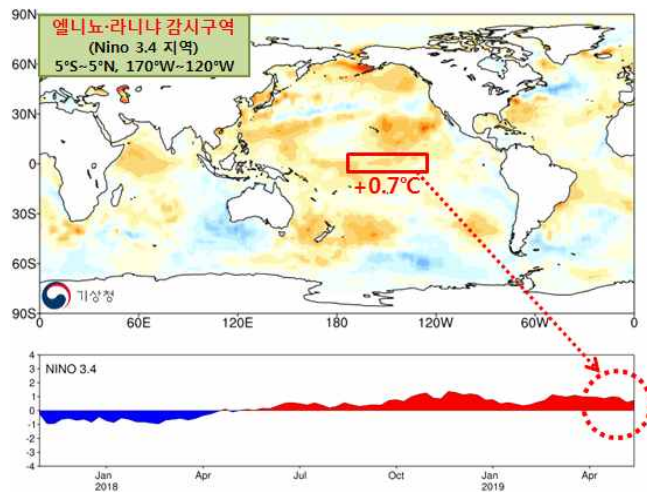 엘니뇨·라니냐 감시구역
(Nino 3.4 지역)
5°S~5°N, 170°W~120°W
90N
60N
30N
0
30S
60S
90S
+0.7℃
기상청
0
60E
120E
180
120W
60W
0
NINO 3.4
4
3
2
1
0
-1
-2
-3
-4
Jan
2018
Apr
Jul
Oct
Jan
2019
Apr